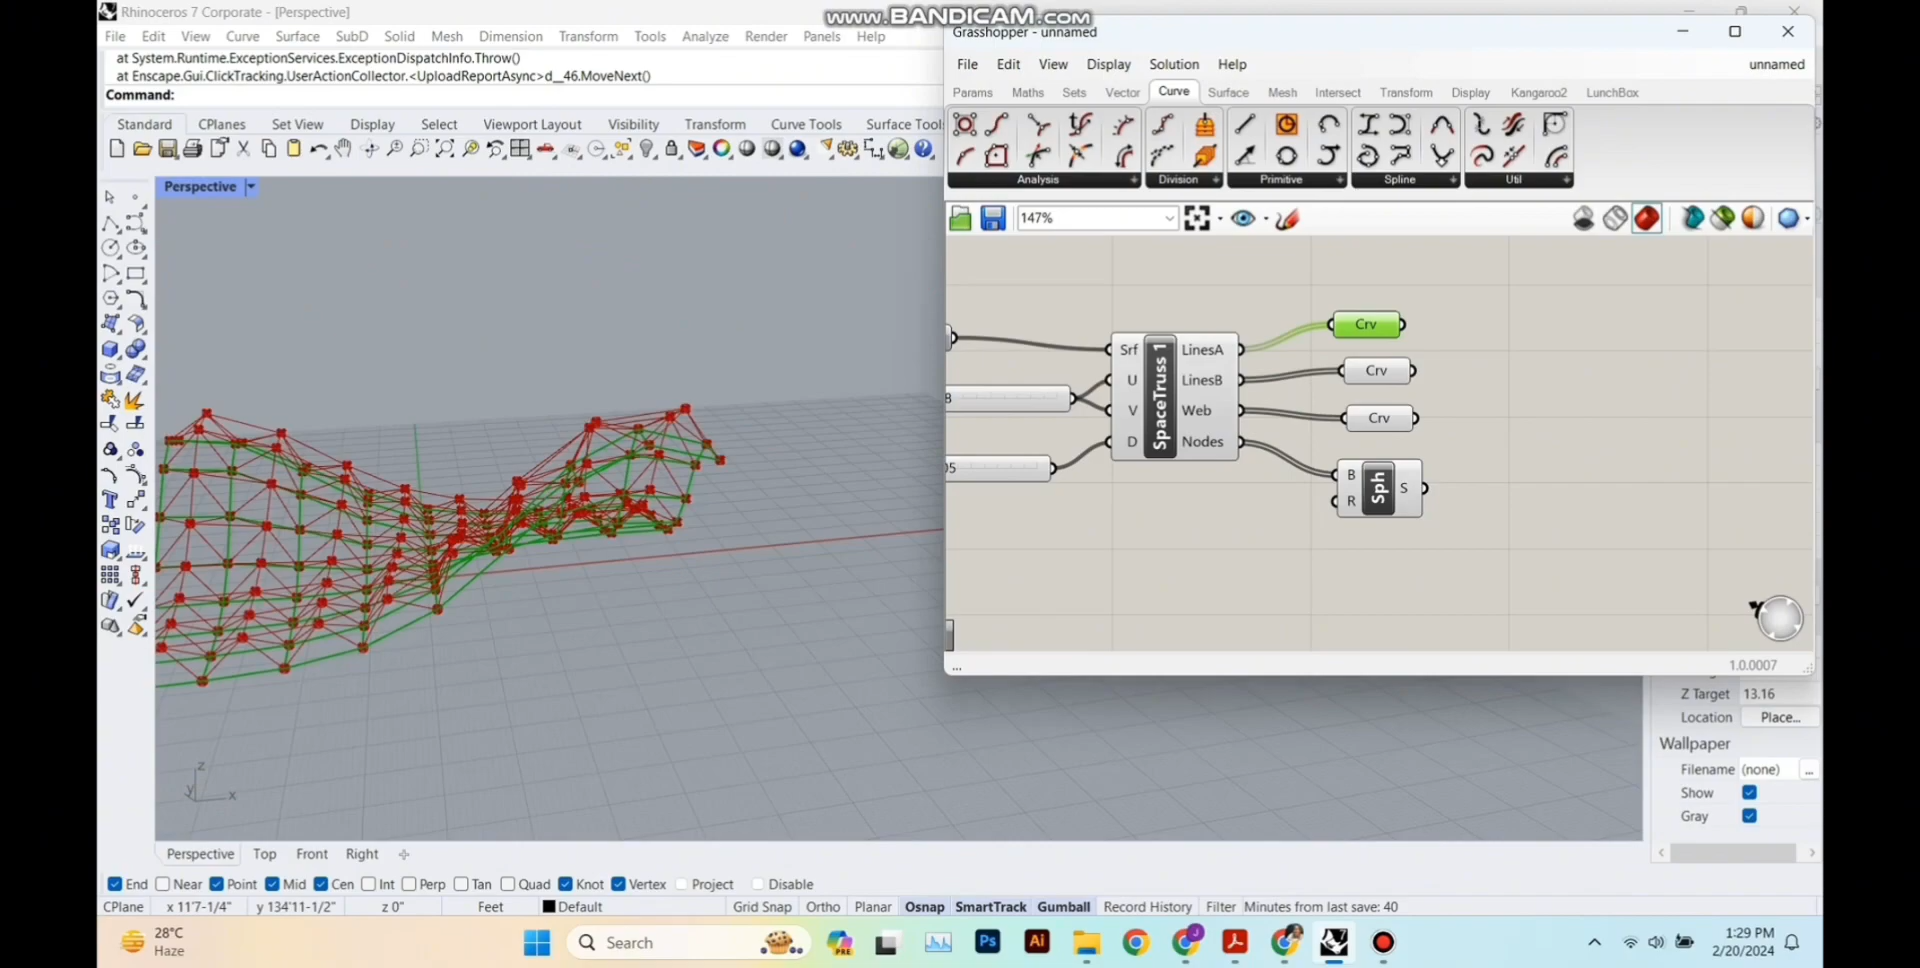 www.BANDICAM.com
Rhinoceros 7 Corporate - [Perspective]
File Edit View Curve Surface SubD Solid Mesh Dimension Transform Tools Analyze Render Panels Help
at System.Runtime.ExceptionServices.ExceptionDispatchInfo.Throw()
at Enscape.Gui.ClickTracking.UserActionCollector.<UploadReportAsync>d__46.MoveNext()
Command:
Standard CPlanes Set View Display Select Viewport Layout Visibility Transform Curve Tools Surface Tools
Perspective
Grasshopper - unnamed
File Edit View Display Solution Help unnamed
Params Maths Sets Vector Curve Surface Mesh Intersect Transform Display Kangaroo2 LunchBox
Analysis Division Primitive Spline Util
147%
Crv
Srf LinesA
U LinesB Crv
8 V Web Crv
D Nodes
SpaceTruss 1
05
B Sph S
R
... 1.0.0007
Z Target 13.16
Location Place...
Wallpaper
Filename (none) ...
Show
Gray
z
y x
Perspective Top Front Right
End Near Point Mid Cen Int Perp Tan Quad Knot Vertex Project Disable
CPlane x 11'7-1/4" y 134'11-1/2" z 0" Feet Default Grid Snap Ortho Planar Osnap SmartTrack Gumball Record History Filter Minutes from last save: 40
28°C
Haze
Search
PRE
Ps
Ai
J
1:29 PM
2/20/2024